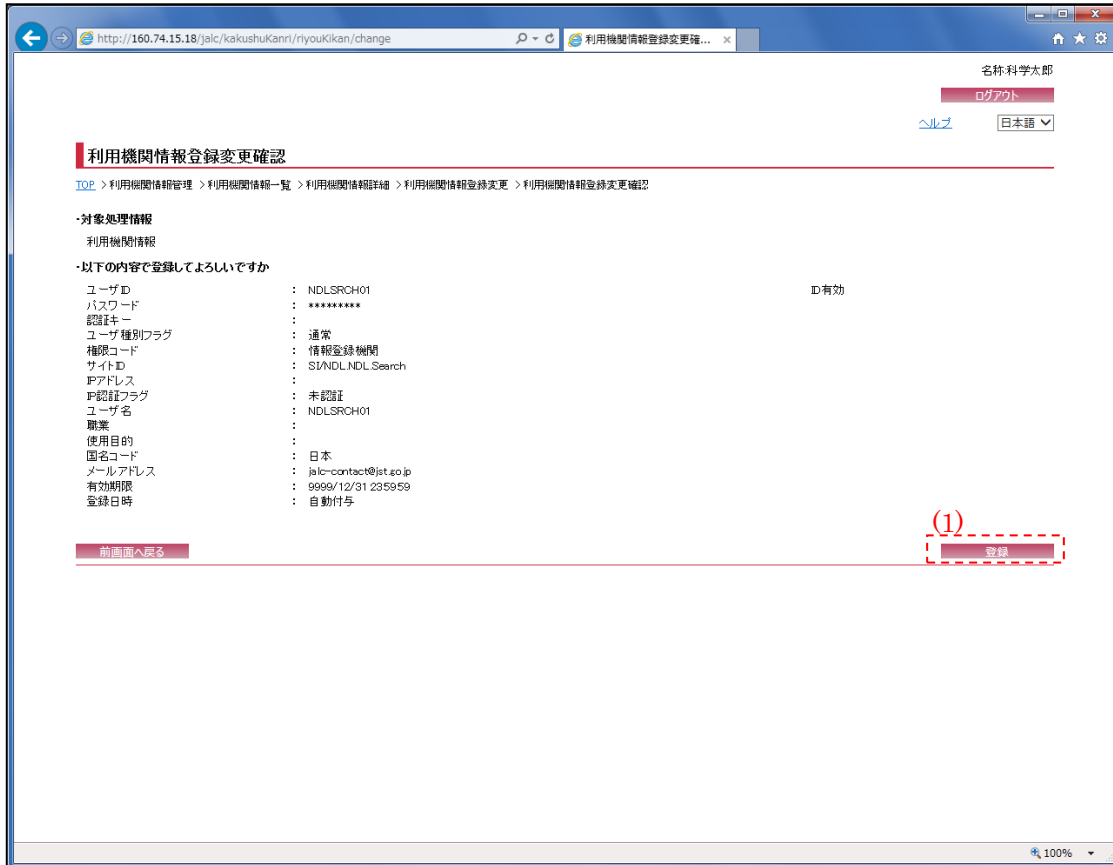 http://160.74.15.18/jalc/kakushuKanri/riyouKikan/change
利用機関情報登録変更確... ×
名称:科学太郎
ログアウト
ヘルプ 日本語
利用機関情報登録変更確認
TOP >利用機関情報管理 >利用機関情報一覧 >利用機関情報詳細 >利用機関情報登録変更 >利用機関情報登録変更確認
・対象処理情報
利用機関情報
・以下の内容で登録してよろしいですか
ユーザID : NDLSRCH01 ID有効
パスワード : *********
認証キー :
ユーザ種別フラグ : 通常
権限コード : 情報登録機関
サイトID : SI/NDL.NDL.Search
IPアドレス :
IP認証フラグ : 未認証
ユーザ名 : NDLSRCH01
職業 :
使用目的 :
国名コード : 日本
メールアドレス : jalc-contact@jst.go.jp
有効期限 : 9999/12/31 235959
登録日時 : 自動付与
(1)
前画面へ戻る 登録
100%